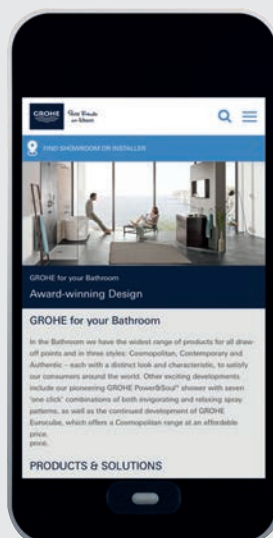 GROHE
Pure Freude
an Wasser
FIND SHOWROOM OR INSTALLER
GROHE for your Bathroom
Award-winning Design
GROHE for your Bathroom
In the Bathroom we have the widest range of products for all draw-
off points and in three styles: Cosmopolitan, Contemporary and
Authentic – each with a distinct look and characteristic, to satisfy
our consumers around the world. Other exciting developments
include our pioneering GROHE Power&Soul® shower with seven
'one click' combinations of both invigorating and relaxing spray
patterns, as well as the continued development of GROHE
Eurocube, which offers a Cosmopolitan range at an affordable
price.
price.
PRODUCTS & SOLUTIONS